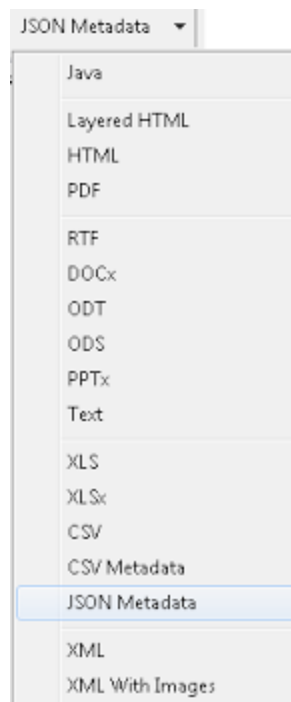 JSON Metadata
Java
Layered HTML
HTML
PDF
RTF
DOCx
ODT
ODS
PPTx
Text
XLS
XLSx
CSV
CSV Metadata
JSON Metadata
XML
XML With Images